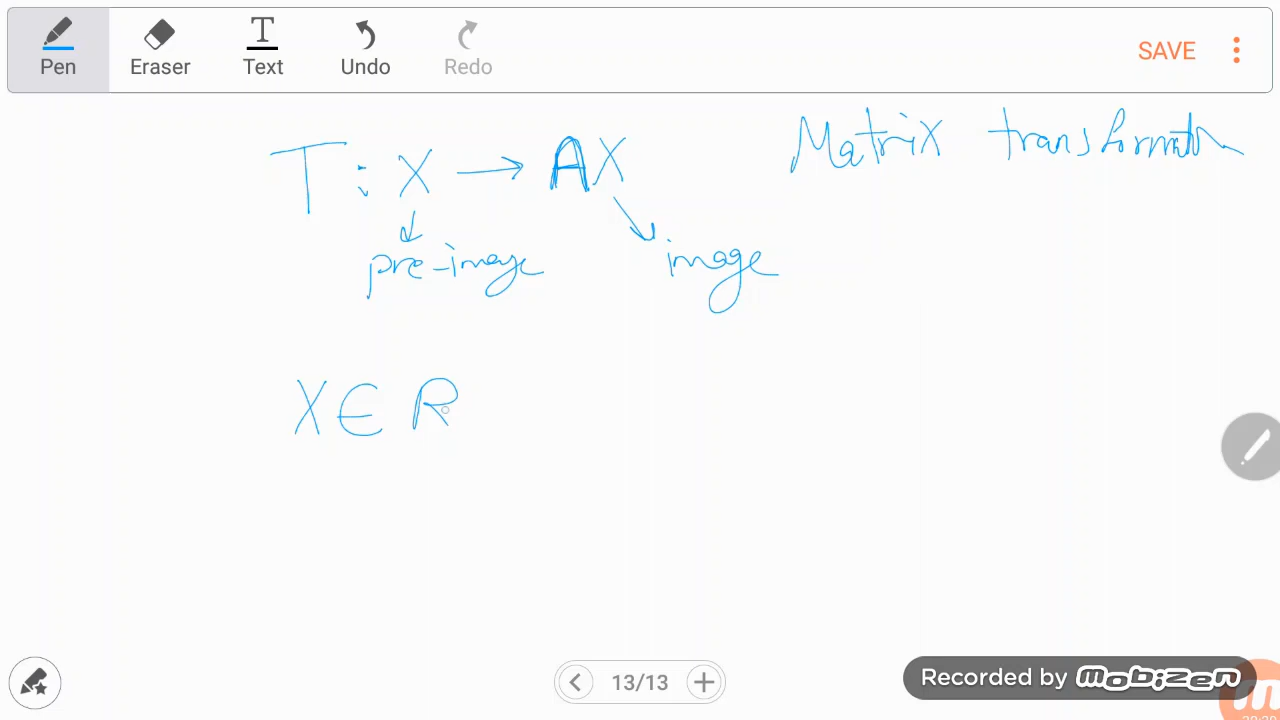 Pen Eraser Text Undo Redo SAVE
Matrix transformation
T : X → AX
pre-image image
X ∈ R
13/13
Recorded by mobizen